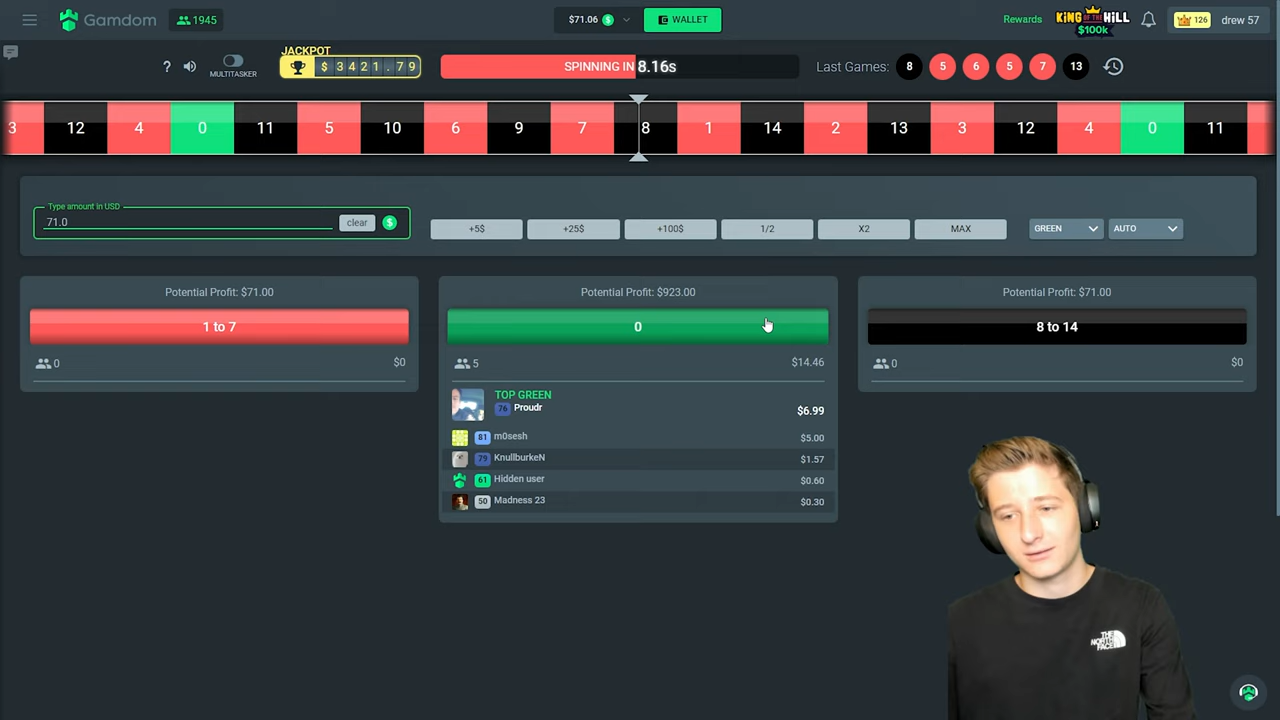 Gamdom
1945
$71.06
WALLET
Rewards
KING OF THE HILL
$100k
126
drew 57
?
MULTITASKER
JACKPOT
$ 3421.79
SPINNING IN 8.16s
Last Games:
8 5 6 5 7 13
3 12 4 0 11 5 10 6 9 7 8 1 14 2 13 3 12 4 0 11
Type amount in USD
71.0
clear
$
+5$
+25$
+100$
1/2
X2
MAX
GREEN
AUTO
Potential Profit: $71.00
1 to 7
0
$0
Potential Profit: $923.00
0
5
$14.46
TOP GREEN
76 Proudr
$6.99
81 m0sesh
$5.00
79 KnullburkeN
$1.57
61 Hidden user
$0.60
50 Madness 23
$0.30
Potential Profit: $71.00
8 to 14
0
$0
THE
NORTH
FACE